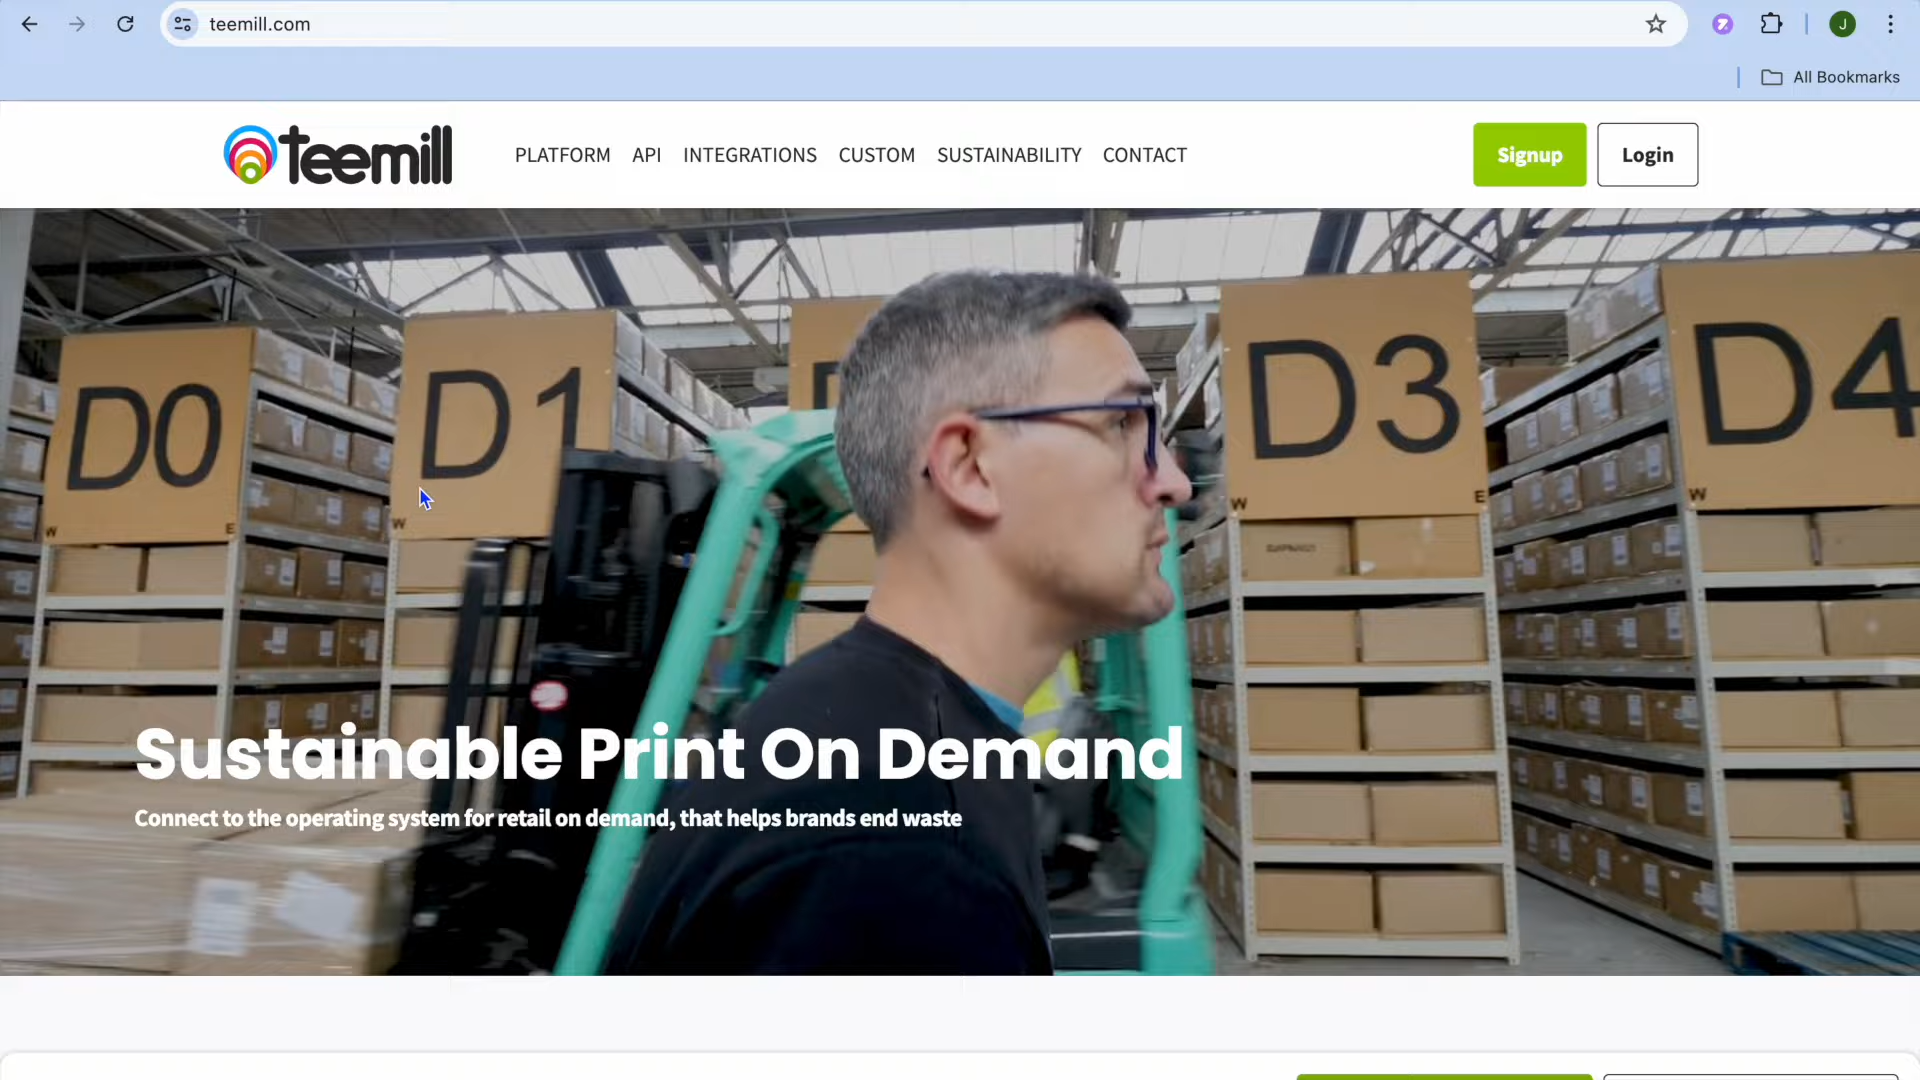 teemill.com
J
All Bookmarks
teemill
PLATFORM API INTEGRATIONS CUSTOM SUSTAINABILITY CONTACT
Signup
Login
D0
D1
D3
D4
W E
W
W E
W
Sustainable Print On Demand
Connect to the operating system for retail on demand, that helps brands end waste